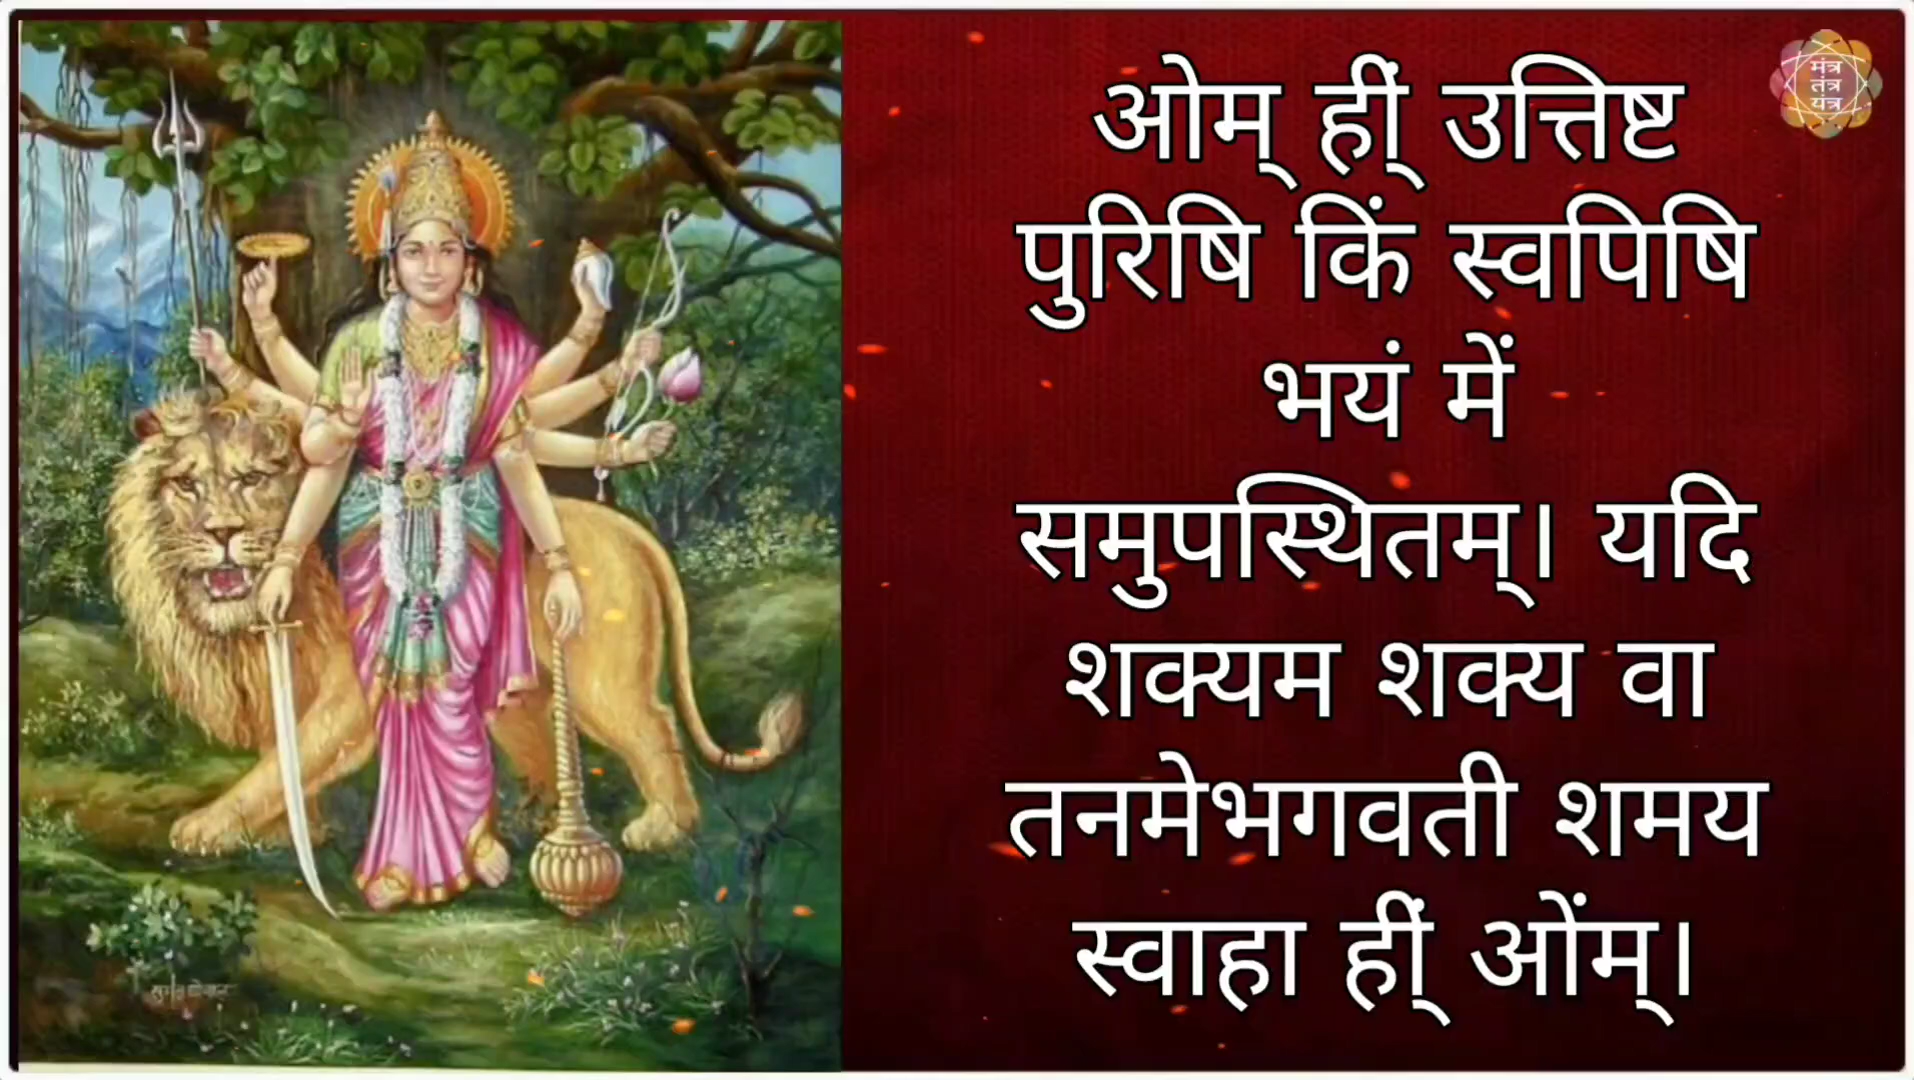 ओम् हीं् उत्तिष्ट
पुरिषि किं स्वपिषि
भयं में
समुपस्थितम्। यदि
शक्यम शक्य वा
तनमेभगवती शमय
स्वाहा हीं् ओंम्।
मंत्र
तंत्र
यंत्र